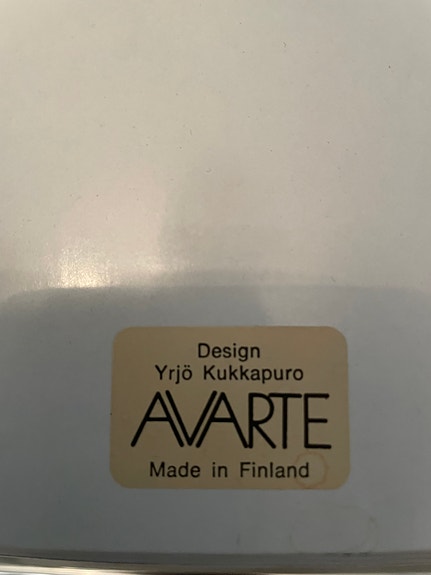 Design
Yrjö Kukkapuro
AVARTE
Made in Finland